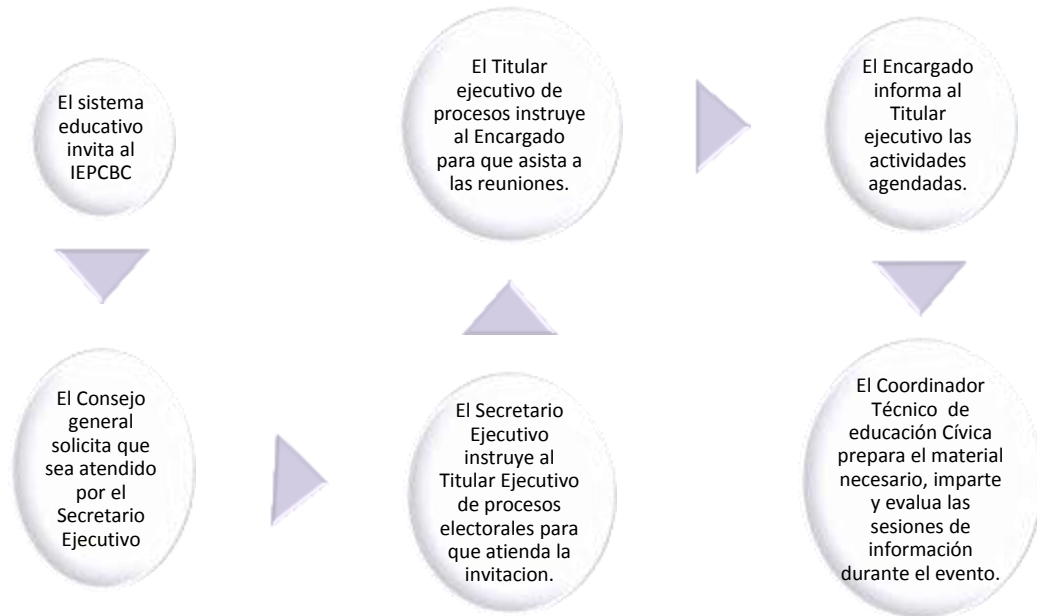 El sistema
educativo
invita al
IEPCBC
El Consejo
general
solicita que
sea atendido
por el
Secretario
Ejecutivo
El Secretario
Ejecutivo
instruye al
Titular Ejecutivo
de procesos
electorales para
que atienda la
invitacion.
El Titular
ejecutivo de
procesos instruye
al Encargado
para que asista a
las reuniones.
El Encargado
informa al
Titular
ejecutivo las
actividades
agendadas.
El Coordinador
Técnico de
educación Cívica
prepara el material
necesario, imparte
y evalua las
sesiones de
información
durante el evento.